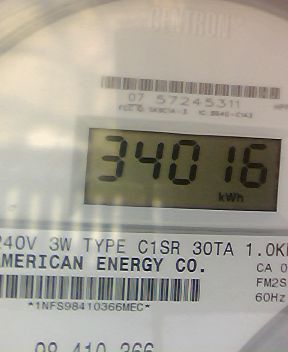 CENTRON
07 57245311
34016
kWh
240V 3W TYPE C1SR 30TA 1.0K
AMERICAN ENERGY CO.
CA 0
FM2S
60Hz
*1NFS98410366MEC*
98 410 366